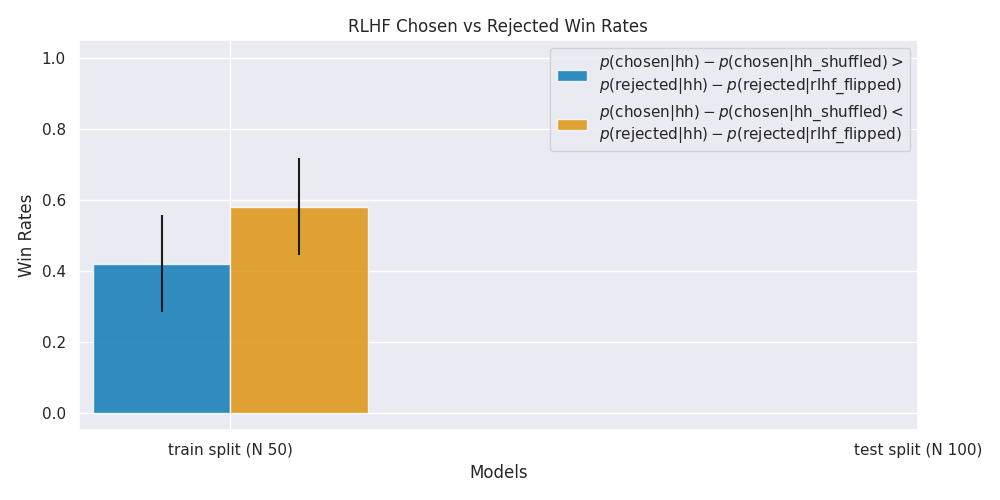 RLHF Chosen vs Rejected Win Rates
1.0
0.8
0.6
0.4
0.2
0.0
Win Rates
p(chosen|hh) − p(chosen|hh_shuffled) >
p(rejected|hh) − p(rejected|rlhf_flipped)
p(chosen|hh) − p(chosen|hh_shuffled) <
p(rejected|hh) − p(rejected|rlhf_flipped)
train split (N 50)
test split (N 100)
Models